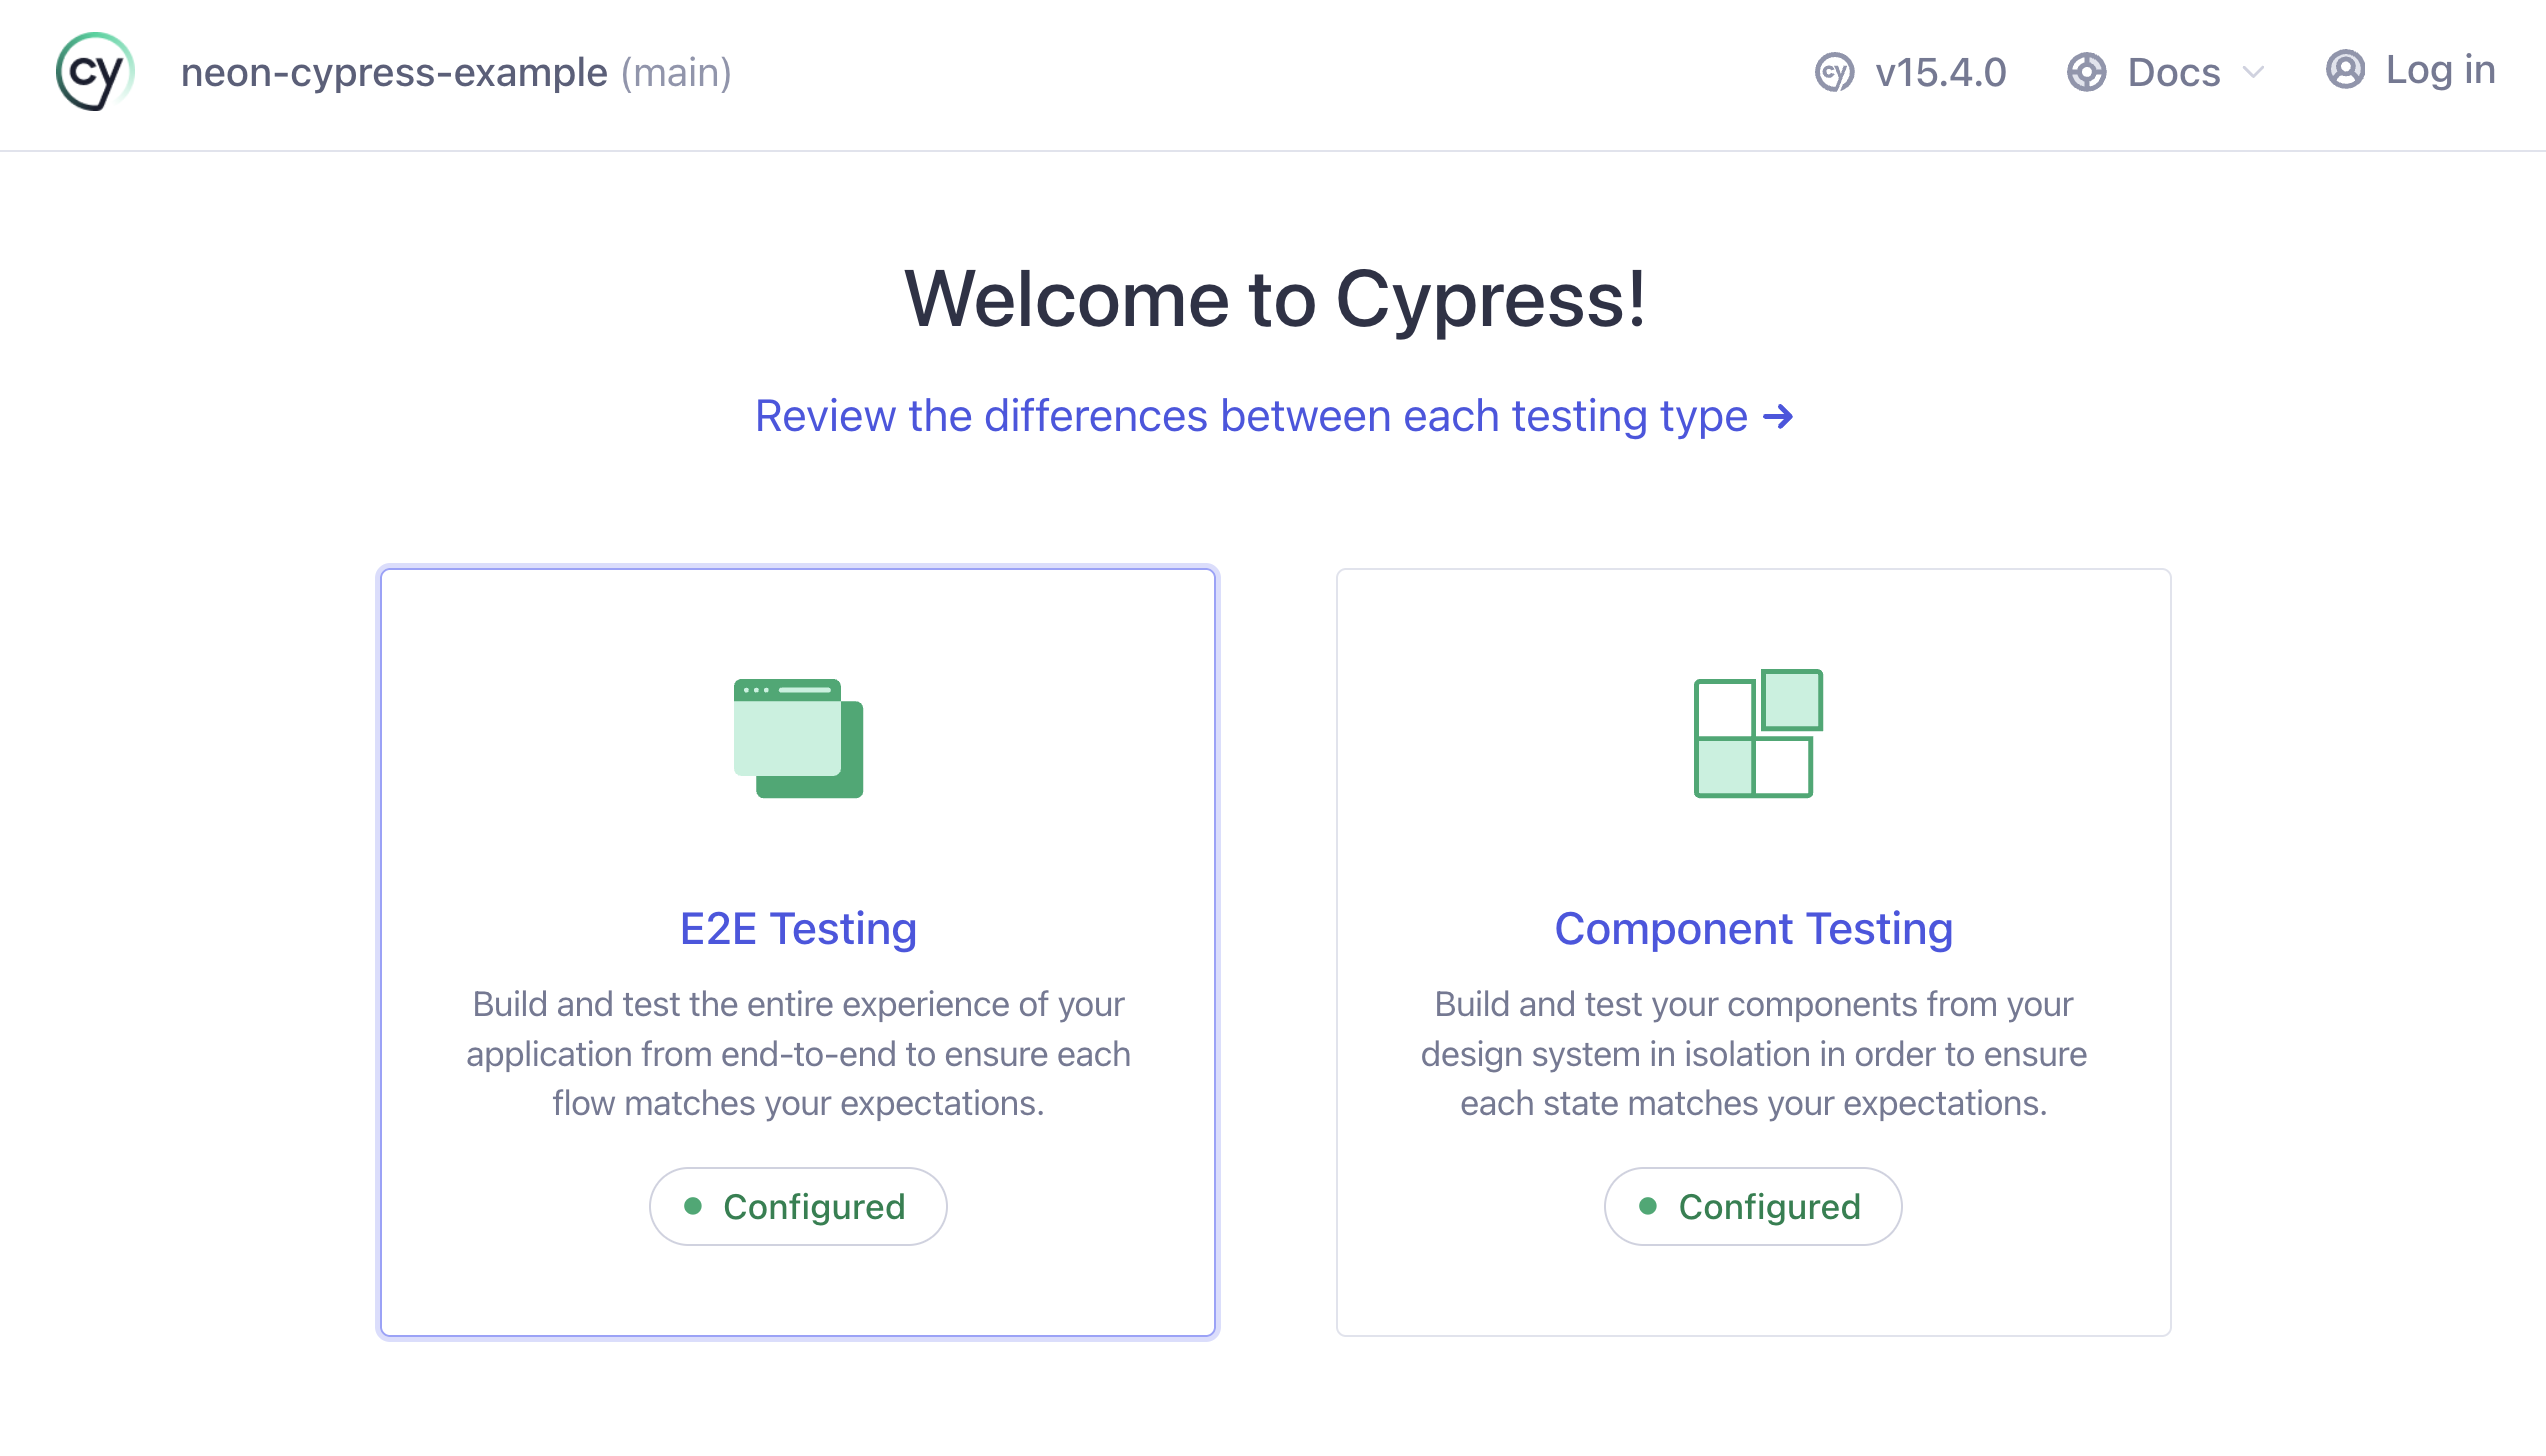 cy neon-cypress-example (main) cy v15.4.0 Docs Log in
Welcome to Cypress!
Review the differences between each testing type →
E2E Testing
Build and test the entire experience of your
application from end-to-end to ensure each
flow matches your expectations.
Configured
Component Testing
Build and test your components from your
design system in isolation in order to ensure
each state matches your expectations.
Configured